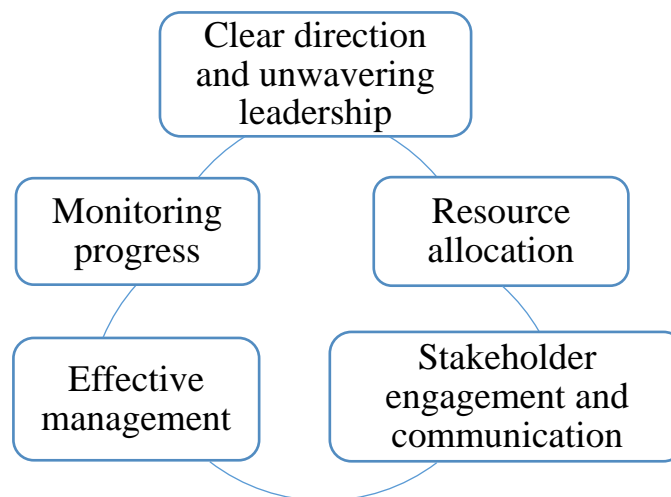 Clear direction
and unwavering
leadership
Monitoring
progress
Resource
allocation
Effective
management
Stakeholder
engagement and
communication